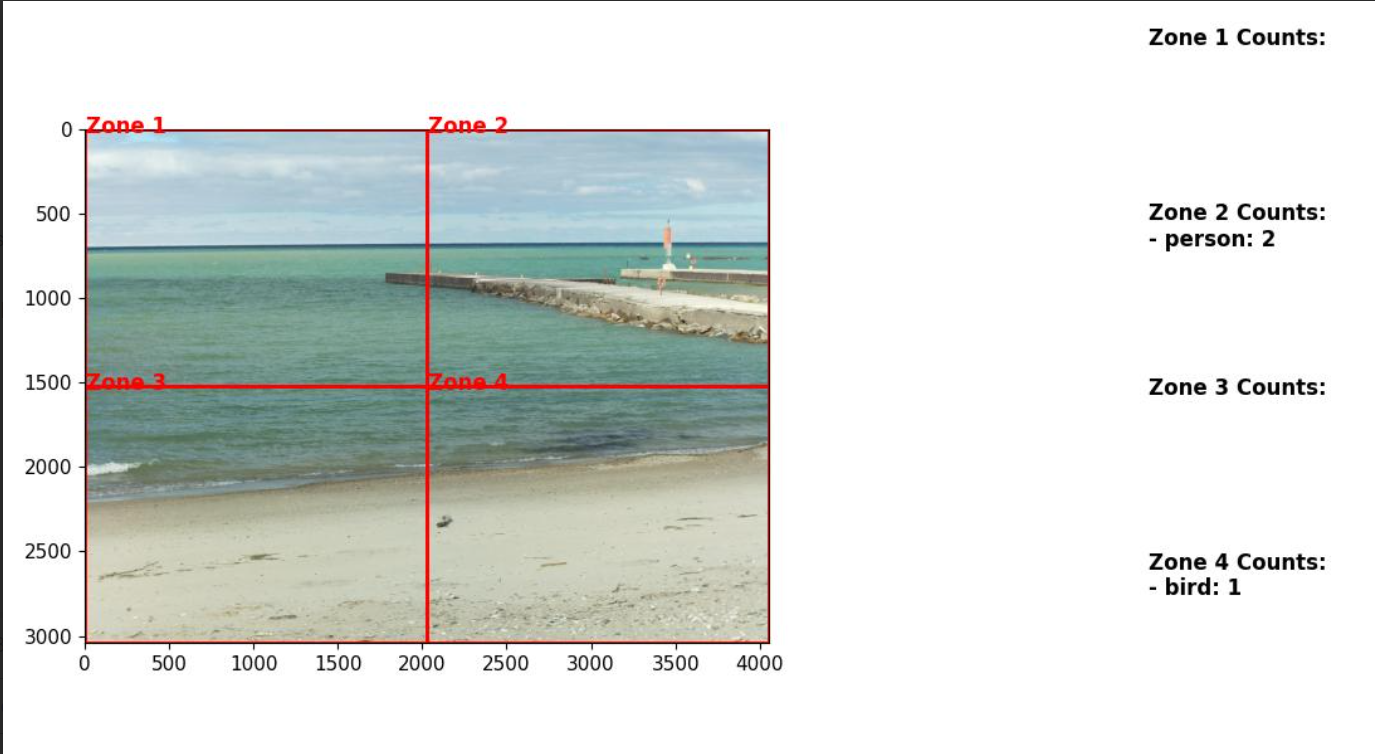 Zone 1 Counts:
Zone 1
Zone 2
0
500
Zone 2 Counts:
- person: 2
1000
1500
Zone 3
Zone 4
Zone 3 Counts:
2000
2500
Zone 4 Counts:
- bird: 1
3000
0 500 1000 1500 2000 2500 3000 3500 4000